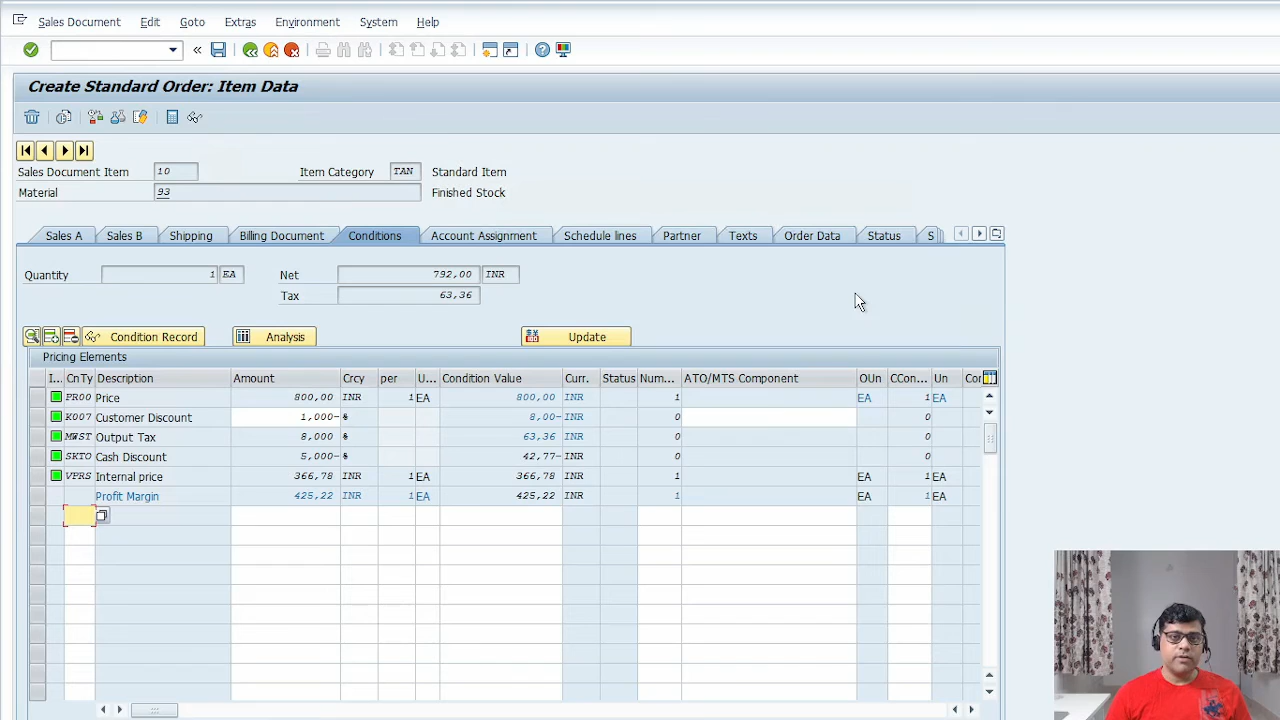 Sales Document Edit Goto Extras Environment System Help
Create Standard Order: Item Data
Sales Document Item 10 Item Category TAN Standard Item
Material 93 Finished Stock
Sales A Sales B Shipping Billing Document Conditions Account Assignment Schedule lines Partner Texts Order Data Status S
Quantity 1 EA Net 792,00 INR
Tax 63,36
Condition Record Analysis Update
Pricing Elements
I... CnTy Description Amount Crcy per U... Condition Value Curr. Status Num... ATO/MTS Component OUn CCon... Un Con
PR00 Price 800,00 INR 1 EA 800,00 INR 1 EA 1 EA
K007 Customer Discount 1,000- % 8,00- INR 0 0
MWST Output Tax 8,000 % 63,36 INR 0 0
SKTO Cash Discount 5,000- % 42,77- INR 0 0
VPRS Internal price 366,78 INR 1 EA 366,78 INR 1 EA 1 EA
Profit Margin 425,22 INR 1 EA 425,22 INR 1 EA 1 EA